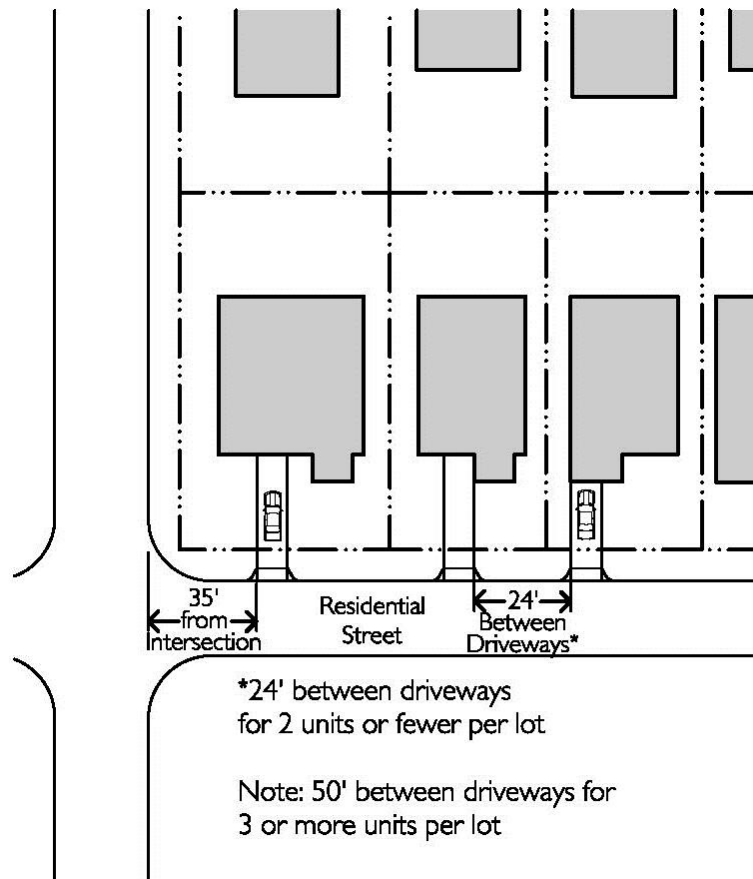 35'
from
Intersection
Residential
Street
24'
Between
Driveways*
*24' between driveways
for 2 units or fewer per lot
Note: 50' between driveways for
3 or more units per lot